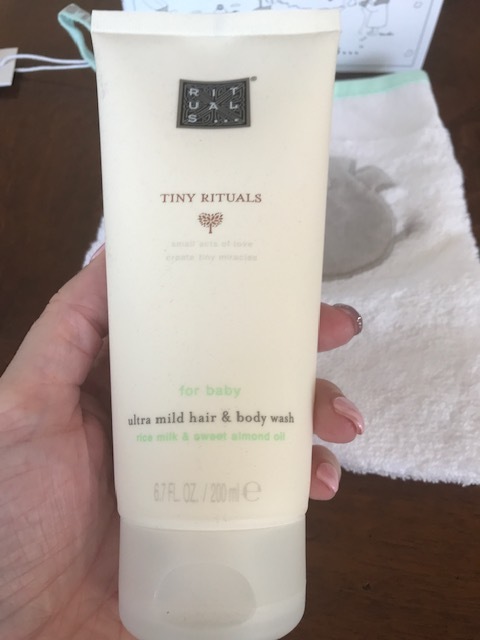 RIT
UAL
S...
TINY RITUALS
small acts of love
create tiny miracles
for baby
ultra mild hair & body wash
rice milk & sweet almond oil
6.7 FL. OZ. / 200 ml ℮